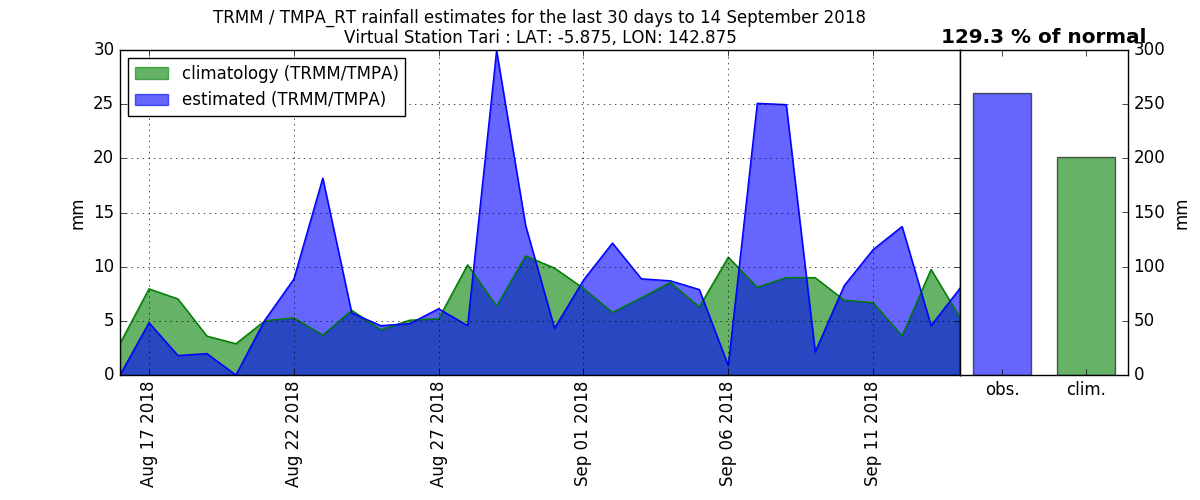 TRMM / TMPA_RT rainfall estimates for the last 30 days to 14 September 2018
Virtual Station Tari : LAT: -5.875, LON: 142.875
129.3 % of normal
climatology (TRMM/TMPA)
estimated (TRMM/TMPA)
30
25
20
15
10
5
0
mm
Aug 17 2018
Aug 22 2018
Aug 27 2018
Sep 01 2018
Sep 06 2018
Sep 11 2018
300
250
200
150
100
50
0
mm
obs.
clim.